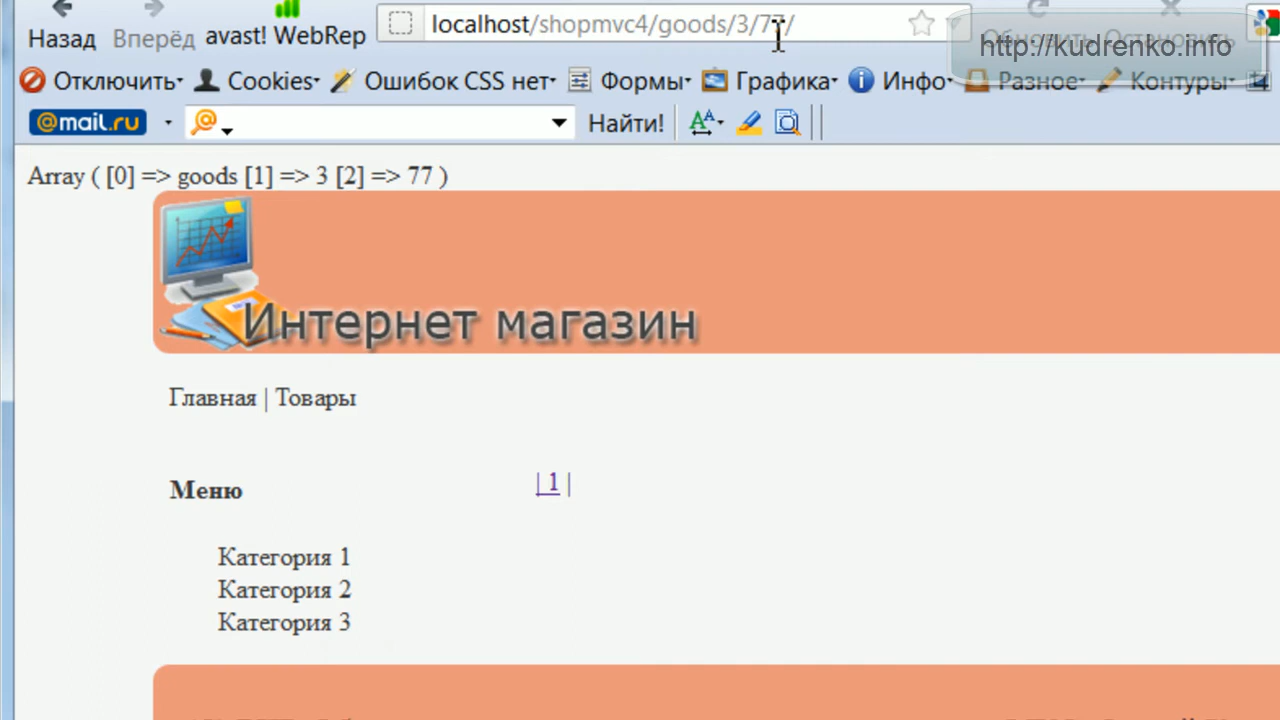 Назад Вперёд avast! WebRep localhost/shopmvc4/goods/3/77/
http://kudrenko.info
Отключить Cookies Ошибок CSS нет Формы Графика Инфо Разное Контуры
@mail.ru Найти!
Array ( [0] => goods [1] => 3 [2] => 77 )
Интернет магазин
Главная | Товары
Меню | 1 |
Категория 1
Категория 2
Категория 3